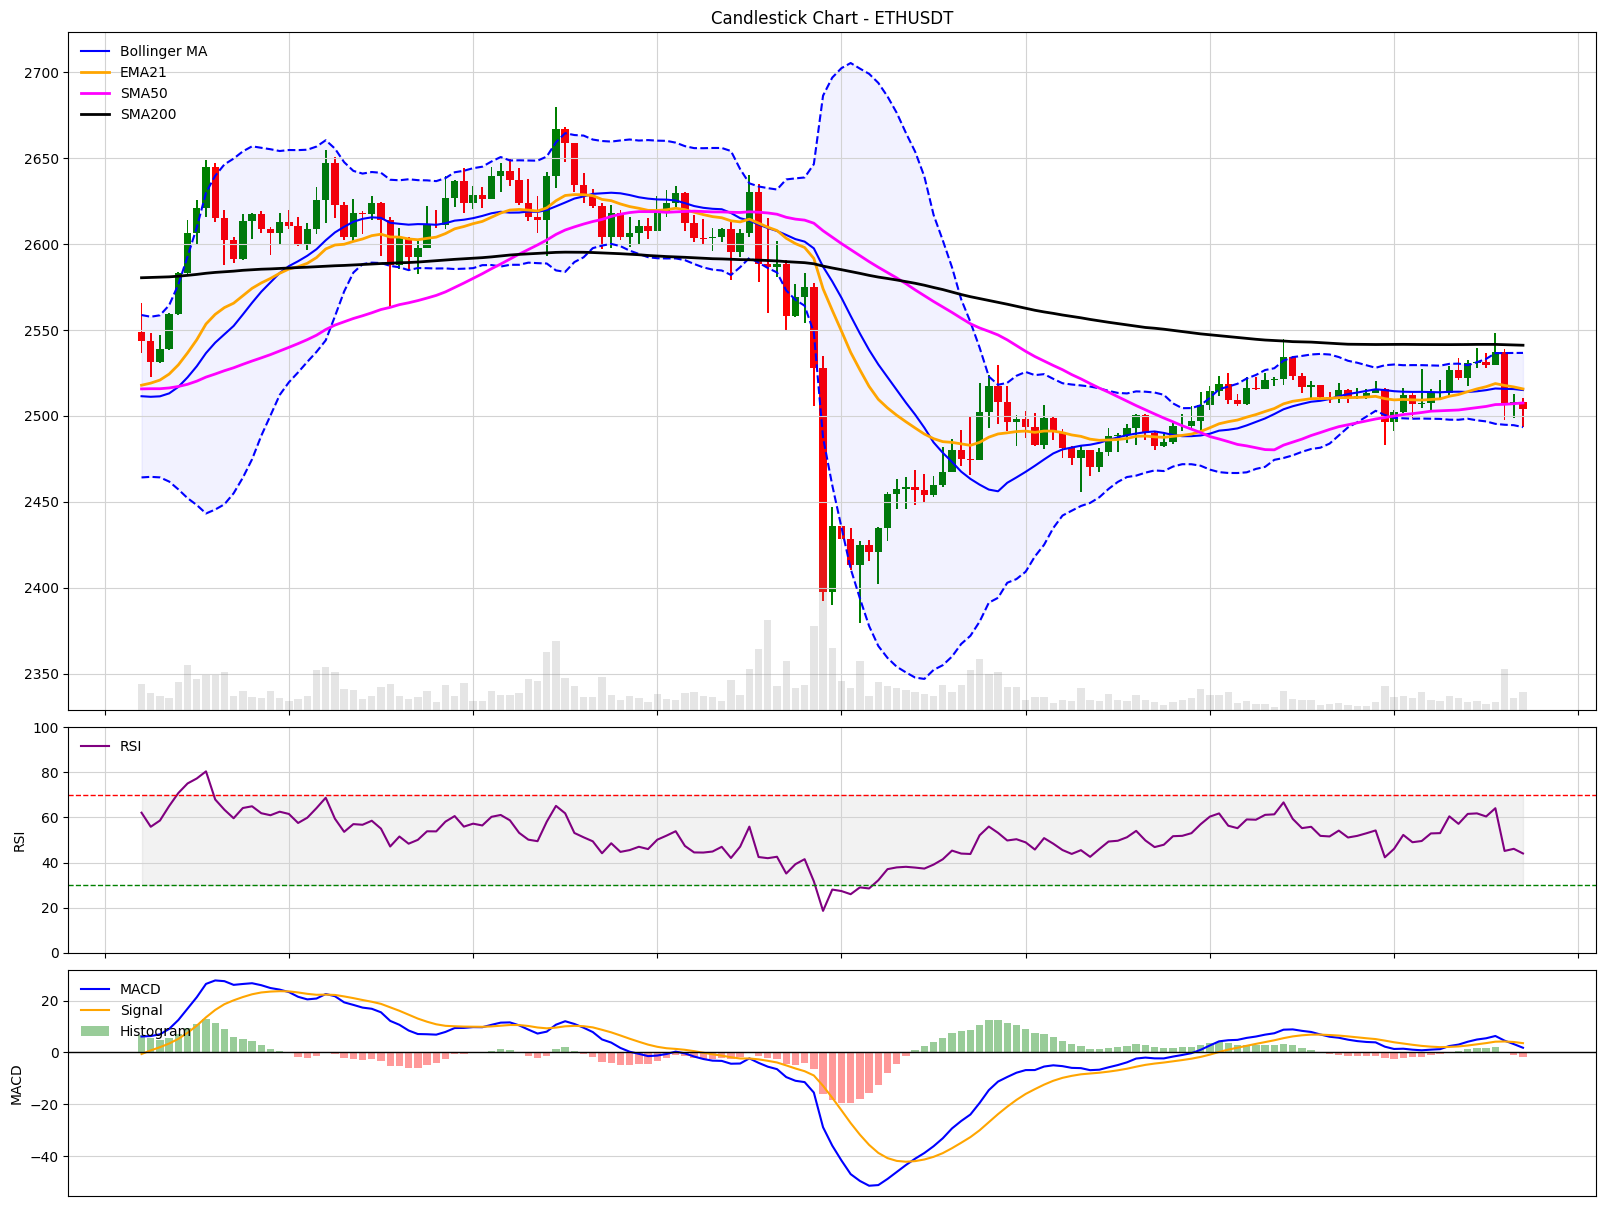 Candlestick Chart - ETHUSDT
Bollinger MA
EMA21
SMA50
SMA200
2700
2650
2600
2550
2500
2450
2400
2350
RSI
100
80
60
40
20
0
RSI
MACD
Signal
Histogram
20
0
−20
−40
MACD